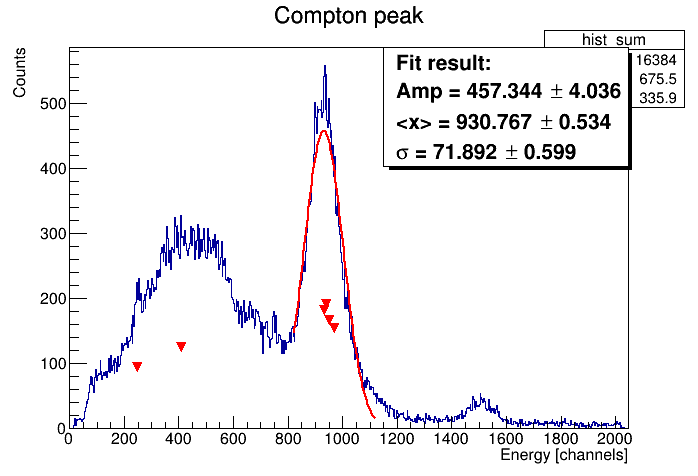 Compton peak
hist_sum
16384
675.5
335.9
Fit result:
Amp = 457.344 ± 4.036
<x> = 930.767 ± 0.534
σ = 71.892 ± 0.599
Counts
500
400
300
200
100
0
0 200 400 600 800 1000 1200 1400 1600 1800 2000
Energy [channels]